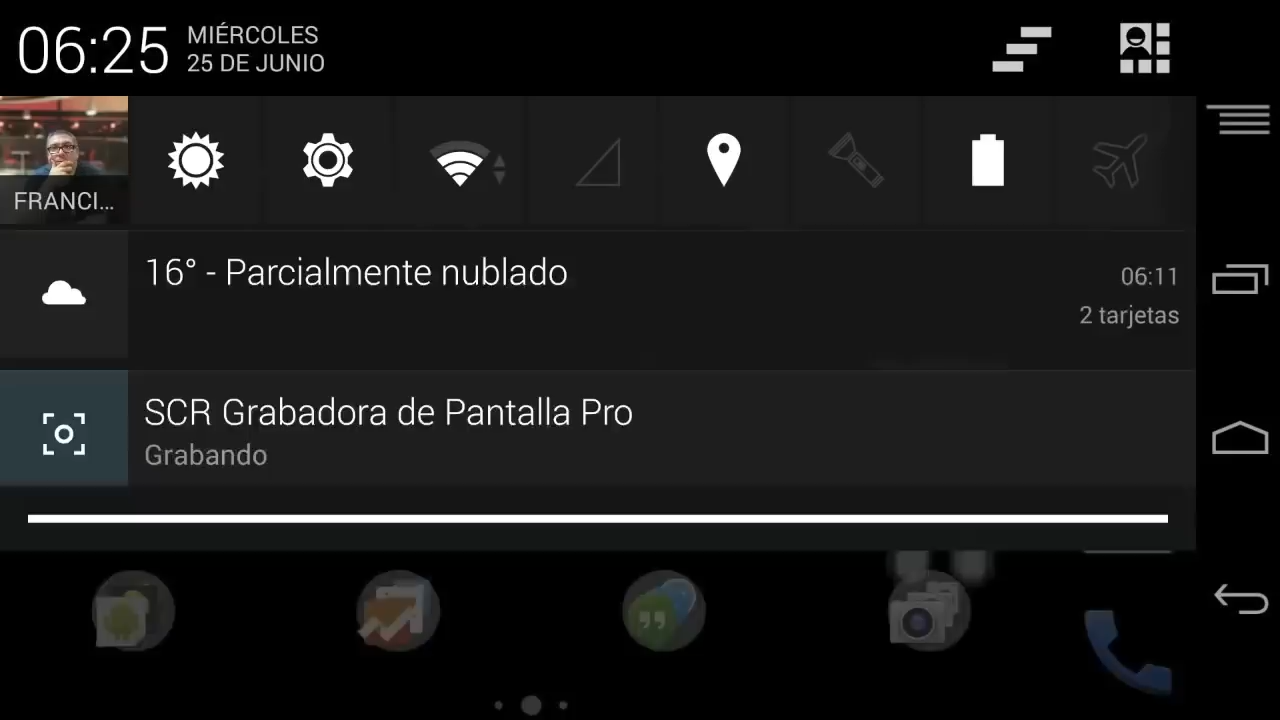 06:25
MIÉRCOLES
25 DE JUNIO
FRANCI...
16° - Parcialmente nublado
06:11
2 tarjetas
SCR Grabadora de Pantalla Pro
Grabando